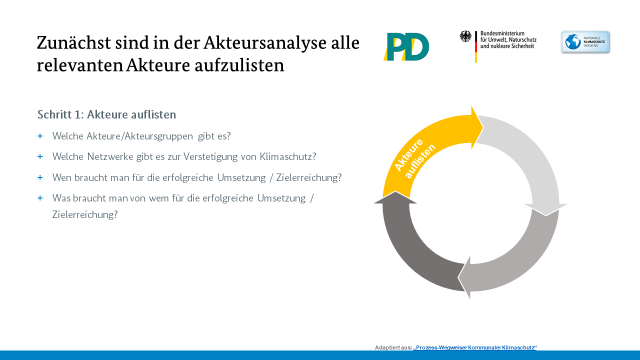 Zunächst sind in der Akteursanalyse alle
relevanten Akteure aufzulisten
PD
Bundesministerium
für Umwelt, Naturschutz
und nukleare Sicherheit
NATIONALE
KLIMASCHUTZ
INITIATIVE
Schritt 1: Akteure auflisten
+ Welche Akteure/Akteursgruppen gibt es?
+ Welche Netzwerke gibt es zur Verstetigung von Klimaschutz?
+ Wen braucht man für die erfolgreiche Umsetzung / Zielerreichung?
+ Was braucht man von wem für die erfolgreiche Umsetzung /
Zielerreichung?
Akteure
auflisten
Adaptiert aus: „Prozess-Wegweiser Kommunaler Klimaschutz“